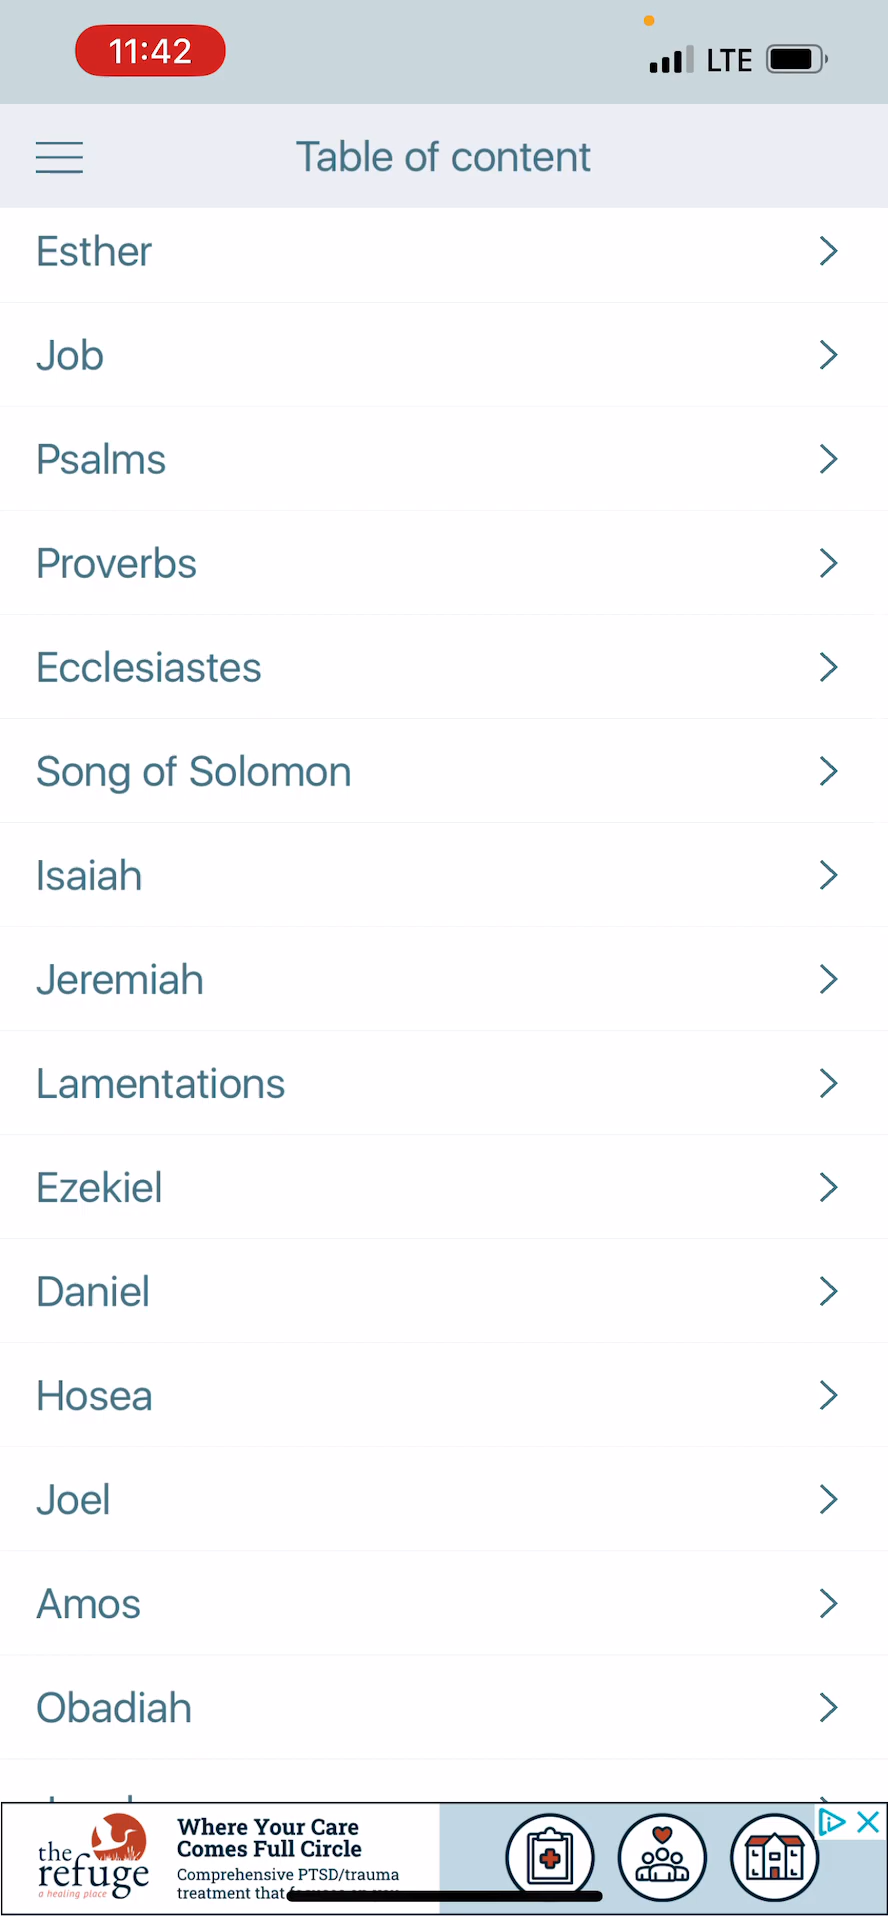 11:42
LTE
Table of content
Esther
Job
Psalms
Proverbs
Ecclesiastes
Song of Solomon
Isaiah
Jeremiah
Lamentations
Ezekiel
Daniel
Hosea
Joel
Amos
Obadiah
the
refuge
a healing place
Where Your Care
Comes Full Circle
Comprehensive PTSD/trauma
treatment that